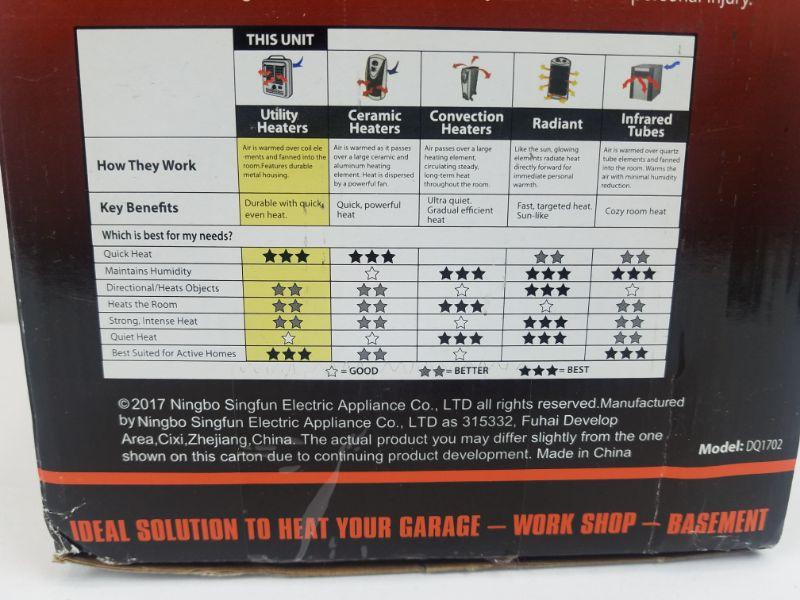 personal injury.
THIS UNIT
Utility Heaters
Ceramic Heaters
Convection Heaters
Radiant
Infrared Tubes
How They Work
Air is warmed over coil ele
-ments and fanned into the
room.Features durable
metal housing.
Air is warmed as it passes
over a large ceramic and
aluminum heating
element. Heat is dispersed
by a powerful fan.
Air passes over a large
heating element,
circulating steady,
long-term heat
throughout the room.
Like the sun, glowing
elements radiate heat
directly forward for
immediate personal
warmth.
Air is warmed over quartz
tube elements and fanned
into the room. Warms the
air with minimal humidity
reduction.
Key Benefits
Durable with quick,
even heat.
Quick, powerful
heat
Ultra quiet.
Gradual efficient
heat
Fast, targeted heat.
Sun-like
Cozy room heat
Which is best for my needs?
Quick Heat ★★★ ★★★ ★★ ★★
Maintains Humidity ☆ ★★★ ★★★ ★★★
Directional/Heats Objects ★★ ★★ ☆ ★★★ ☆
Heats the Room ★★ ★★ ★★★ ☆ ★★
Strong, Intense Heat ★★ ★★ ☆ ★★★ ★★
Quiet Heat ☆ ☆ ★★★ ★★★ ★★
Best Suited for Active Homes ★★★ ★★ ☆ ★★★
☆=GOOD ★★=BETTER ★★★=BEST
©2017 Ningbo Singfun Electric Appliance Co., LTD all rights reserved.Manufactured
by Ningbo Singfun Electric Appliance Co., LTD as 315332, Fuhai Develop
Area,Cixi,Zhejiang,China. The actual product you may differ slightly from the one
shown on this carton due to continuing product development. Made in China
Model: DQ1702
IDEAL SOLUTION TO HEAT YOUR GARAGE – WORK SHOP – BASEMENT